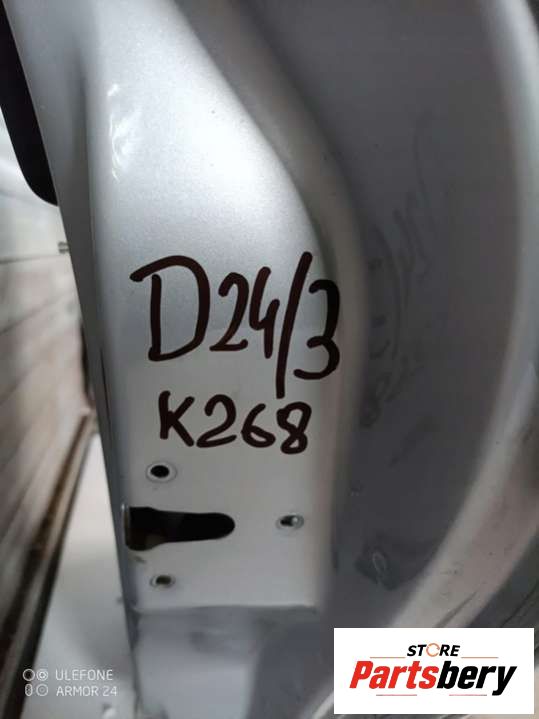 D24/3
K268
ULEFONE
ARMOR 24
STORE
Partsbery